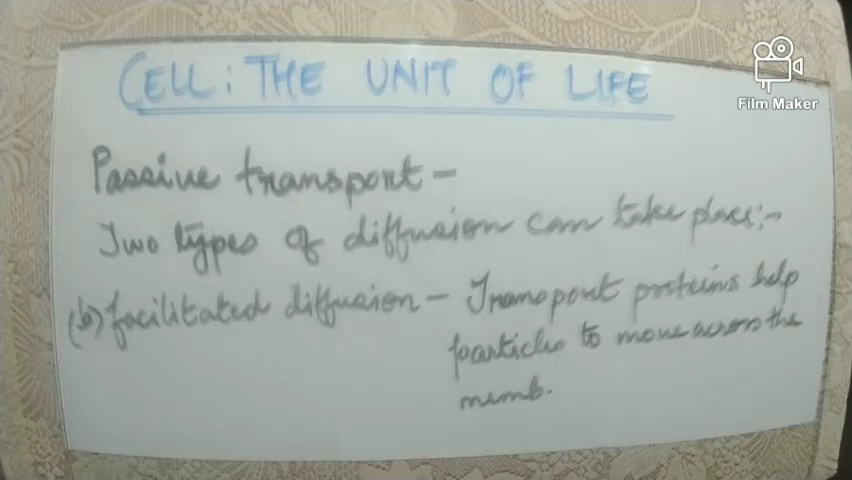 CELL: THE UNIT OF LIFE
Film Maker
Passive transport –
Two types of diffusion can take place:-
(b) facilitated diffusion – Transport proteins help
particles to move across the
memb.